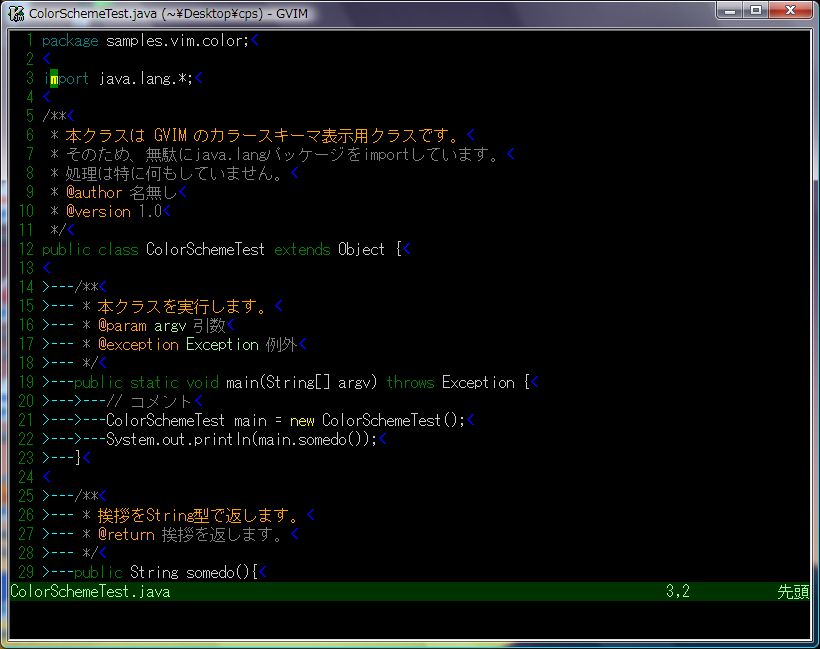 ColorSchemeTest.java (~¥Desktop¥cps) - GVIM
1 package samples.vim.color;<
2 <
3 import java.lang.*;<
4 <
5 /**<
6  * 本クラスは GVIM のカラースキーマ表示用クラスです。<
7  * そのため、無駄にjava.langパッケージをimportしています。<
8  * 処理は特に何もしていません。<
9  * @author 名無し<
10  * @version 1.0<
11  */<
12 public class ColorSchemeTest extends Object {<
13 <
14 >---/**<
15 >--- * 本クラスを実行します。<
16 >--- * @param argv 引数<
17 >--- * @exception Exception 例外<
18 >--- */<
19 >---public static void main(String[] argv) throws Exception {<
20 >--->---// コメント<
21 >--->---ColorSchemeTest main = new ColorSchemeTest();<
22 >--->---System.out.println(main.somedo());<
23 >---}<
24 <
25 >---/**<
26 >--- * 挨拶をString型で返します。<
27 >--- * @return 挨拶を返します。<
28 >--- */<
29 >---public String somedo(){<
ColorSchemeTest.java 3,2 先頭